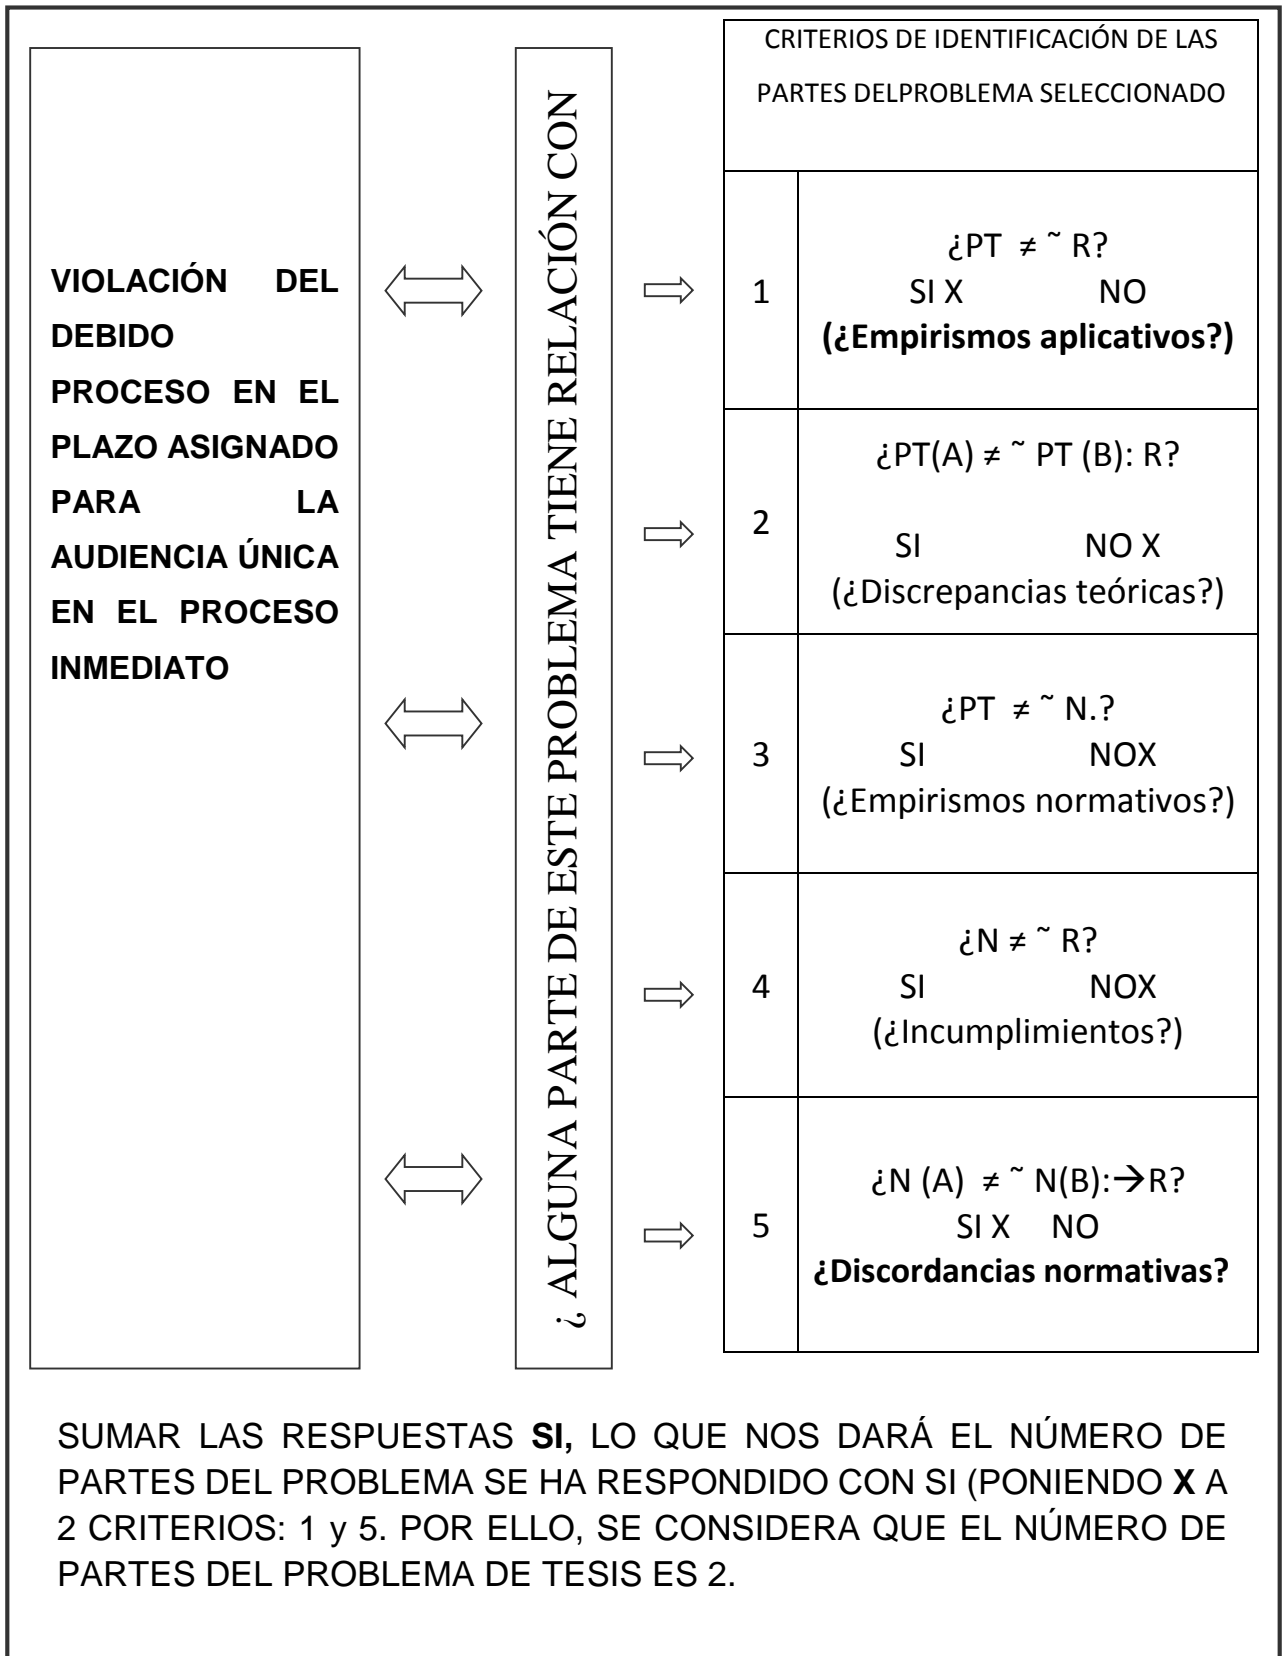 VIOLACIÓN DEL
DEBIDO
PROCESO EN EL
PLAZO ASIGNADO
PARA LA
AUDIENCIA ÚNICA
EN EL PROCESO
INMEDIATO
¿ ALGUNA PARTE DE ESTE PROBLEMA TIENE RELACIÓN CON
CRITERIOS DE IDENTIFICACIÓN DE LAS
PARTES DELPROBLEMA SELECCIONADO
1
¿PT ≠ ˜ R?
SI X NO
(¿Empirismos aplicativos?)
2
¿PT(A) ≠ ˜ PT (B): R?
SI NO X
(¿Discrepancias teóricas?)
3
¿PT ≠ ˜ N.?
SI NOX
(¿Empirismos normativos?)
4
¿N ≠ ˜ R?
SI NOX
(¿Incumplimientos?)
5
¿N (A) ≠ ˜ N(B):→R?
SI X NO
¿Discordancias normativas?
SUMAR LAS RESPUESTAS SI, LO QUE NOS DARÁ EL NÚMERO DE
PARTES DEL PROBLEMA SE HA RESPONDIDO CON SI (PONIENDO X A
2 CRITERIOS: 1 y 5. POR ELLO, SE CONSIDERA QUE EL NÚMERO DE
PARTES DEL PROBLEMA DE TESIS ES 2.